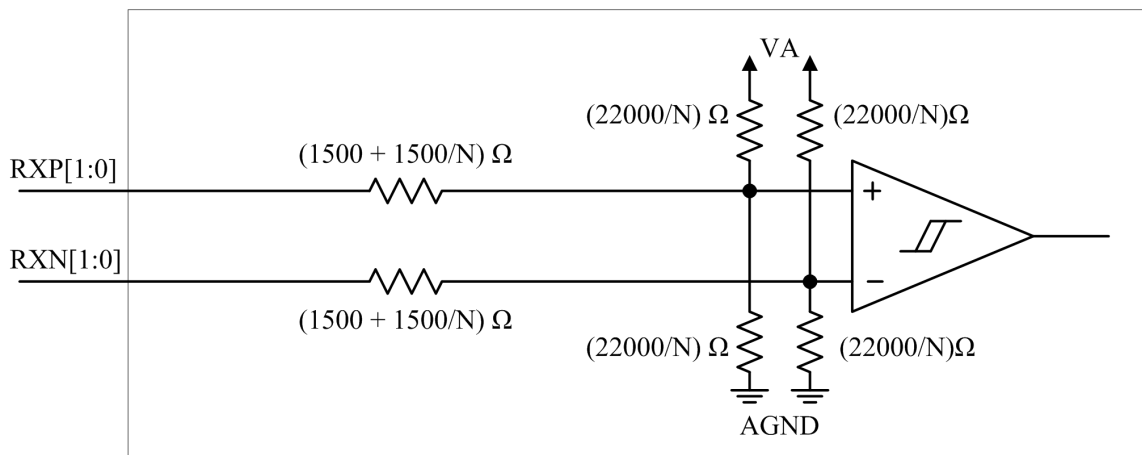 VA
(22000/N) Ω
(22000/N)Ω
(1500 + 1500/N) Ω
RXP[1:0]
+
RXN[1:0]
−
(1500 + 1500/N) Ω
(22000/N) Ω
(22000/N)Ω
AGND